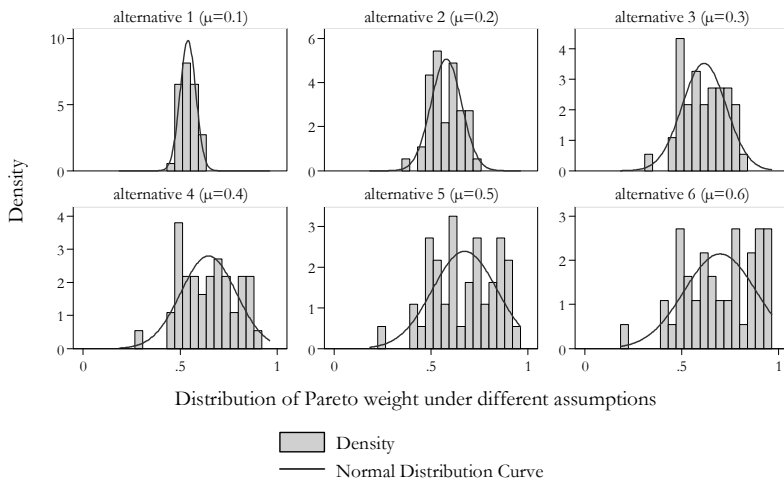 alternative 1 (μ=0.1)
alternative 2 (μ=0.2)
alternative 3 (μ=0.3)
10
5
0
6
4
2
0
4
3
2
1
0
Density
alternative 4 (μ=0.4)
alternative 5 (μ=0.5)
alternative 6 (μ=0.6)
4
3
2
1
0
3
2
1
0
3
2
1
0
0 .5 1
0 .5 1
0 .5 1
Distribution of Pareto weight under different assumptions
Density
Normal Distribution Curve